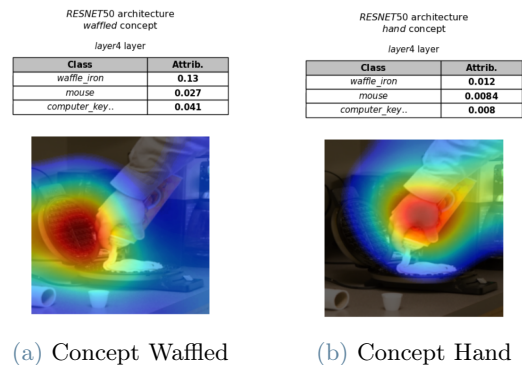 RESNET50 architecture
waffled concept
layer4 layer
Class Attrib.
waffle_iron 0.13
mouse 0.027
computer_key.. 0.041
(a) Concept Waffled
RESNET50 architecture
hand concept
layer4 layer
Class Attrib.
waffle_iron 0.012
mouse 0.0084
computer_key.. 0.008
(b) Concept Hand